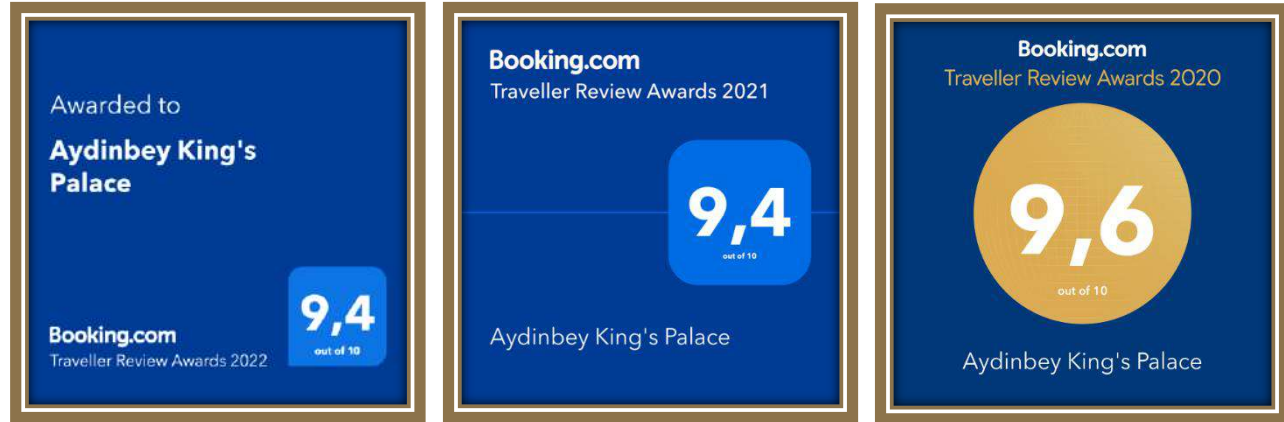 Awarded to
Aydinbey King's
Palace
9,4
out of 10
Booking.com
Traveller Review Awards 2022
Booking.com
Traveller Review Awards 2021
9,4
out of 10
Aydinbey King's Palace
Booking.com
Traveller Review Awards 2020
9,6
out of 10
Aydinbey King's Palace